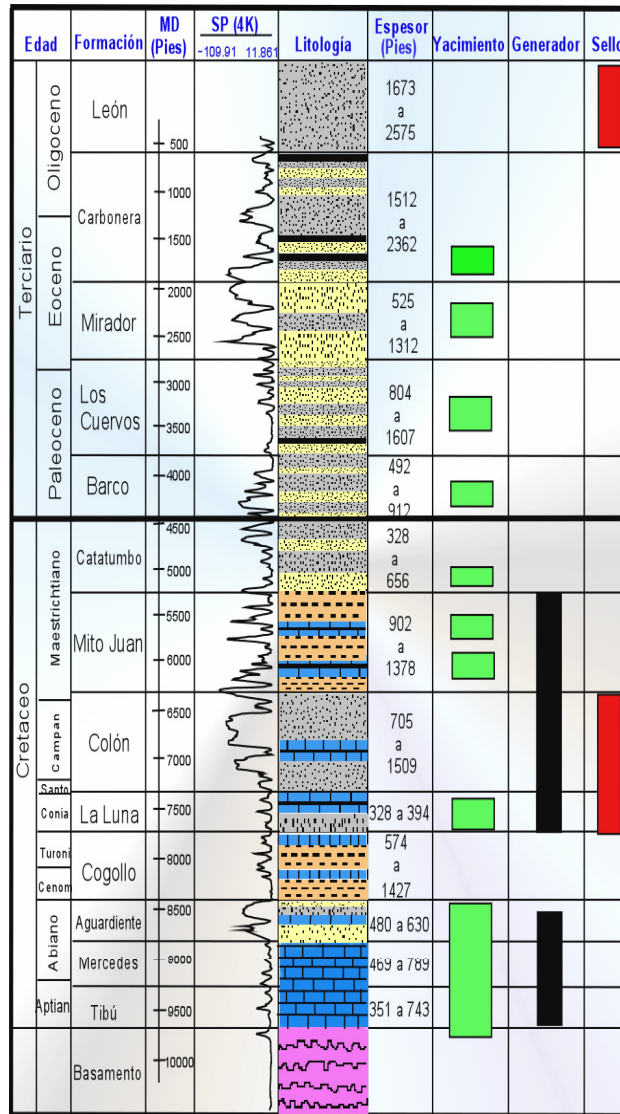 Edad
Formación
MD
(Pies)
SP (4K)
-109.91 11.861
Litología
Espesor
(Pies)
Yacimiento
Generador
Sello
Terciario
Oligoceno
Eoceno
Paleoceno
Cretaceo
Maestrichtiano
Campan
Santo
Conia
Turoni
Cenom
Abiano
Aptian
León
Carbonera
Mirador
Los
Cuervos
Barco
Catatumbo
Mito Juan
Colón
La Luna
Cogollo
Aguardiente
Mercedes
Tibú
Basamento
500
1000
1500
2000
2500
3000
3500
4000
4500
5000
5500
6000
6500
7000
7500
8000
8500
9000
9500
10000
1673
a
2575
1512
a
2362
525
a
1312
804
a
1607
492
a
912
328
a
656
902
a
1378
705
a
1509
328 a 394
574
a
1427
480 a 630
469 a 789
351 a 743